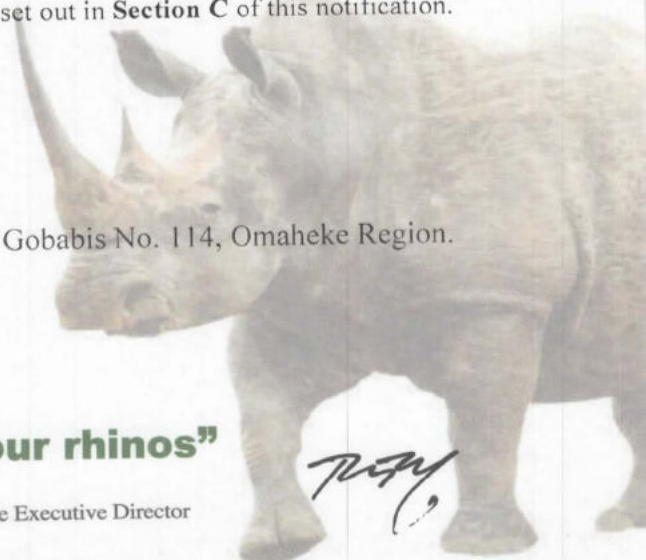 set out in Section C of this notification.
Gobabis No. 114, Omaheke Region.
our rhinos”
e Executive Director